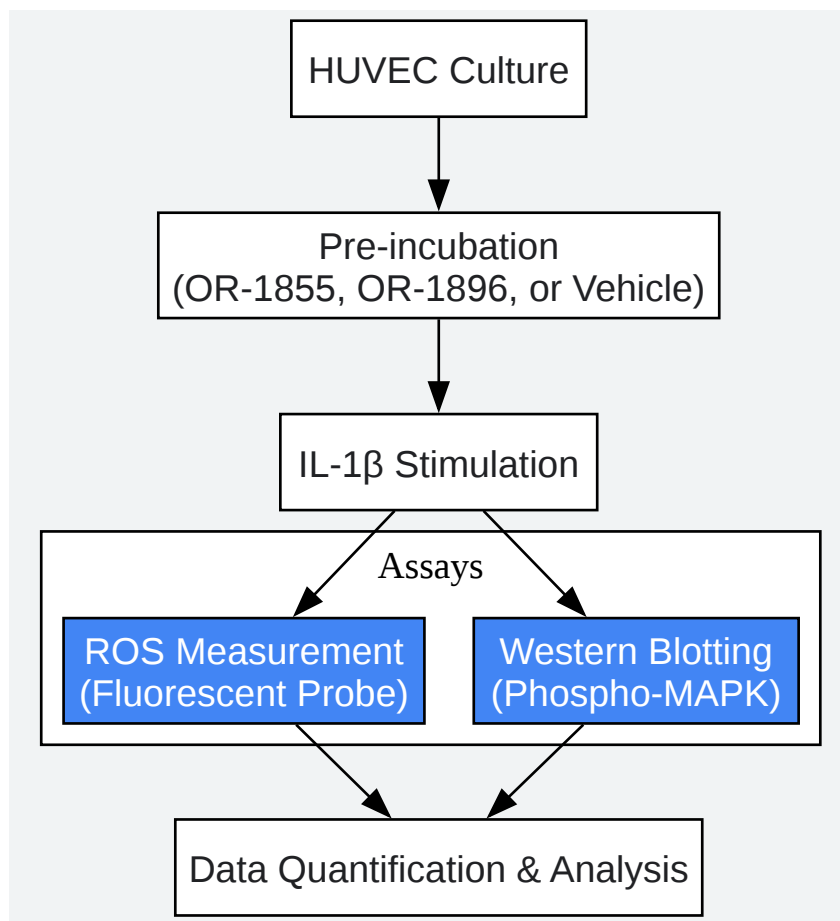 HUVEC Culture
Pre-incubation
(OR-1855, OR-1896, or Vehicle)
IL-1β Stimulation
Assays
ROS Measurement
(Fluorescent Probe)
Western Blotting
(Phospho-MAPK)
Data Quantification & Analysis